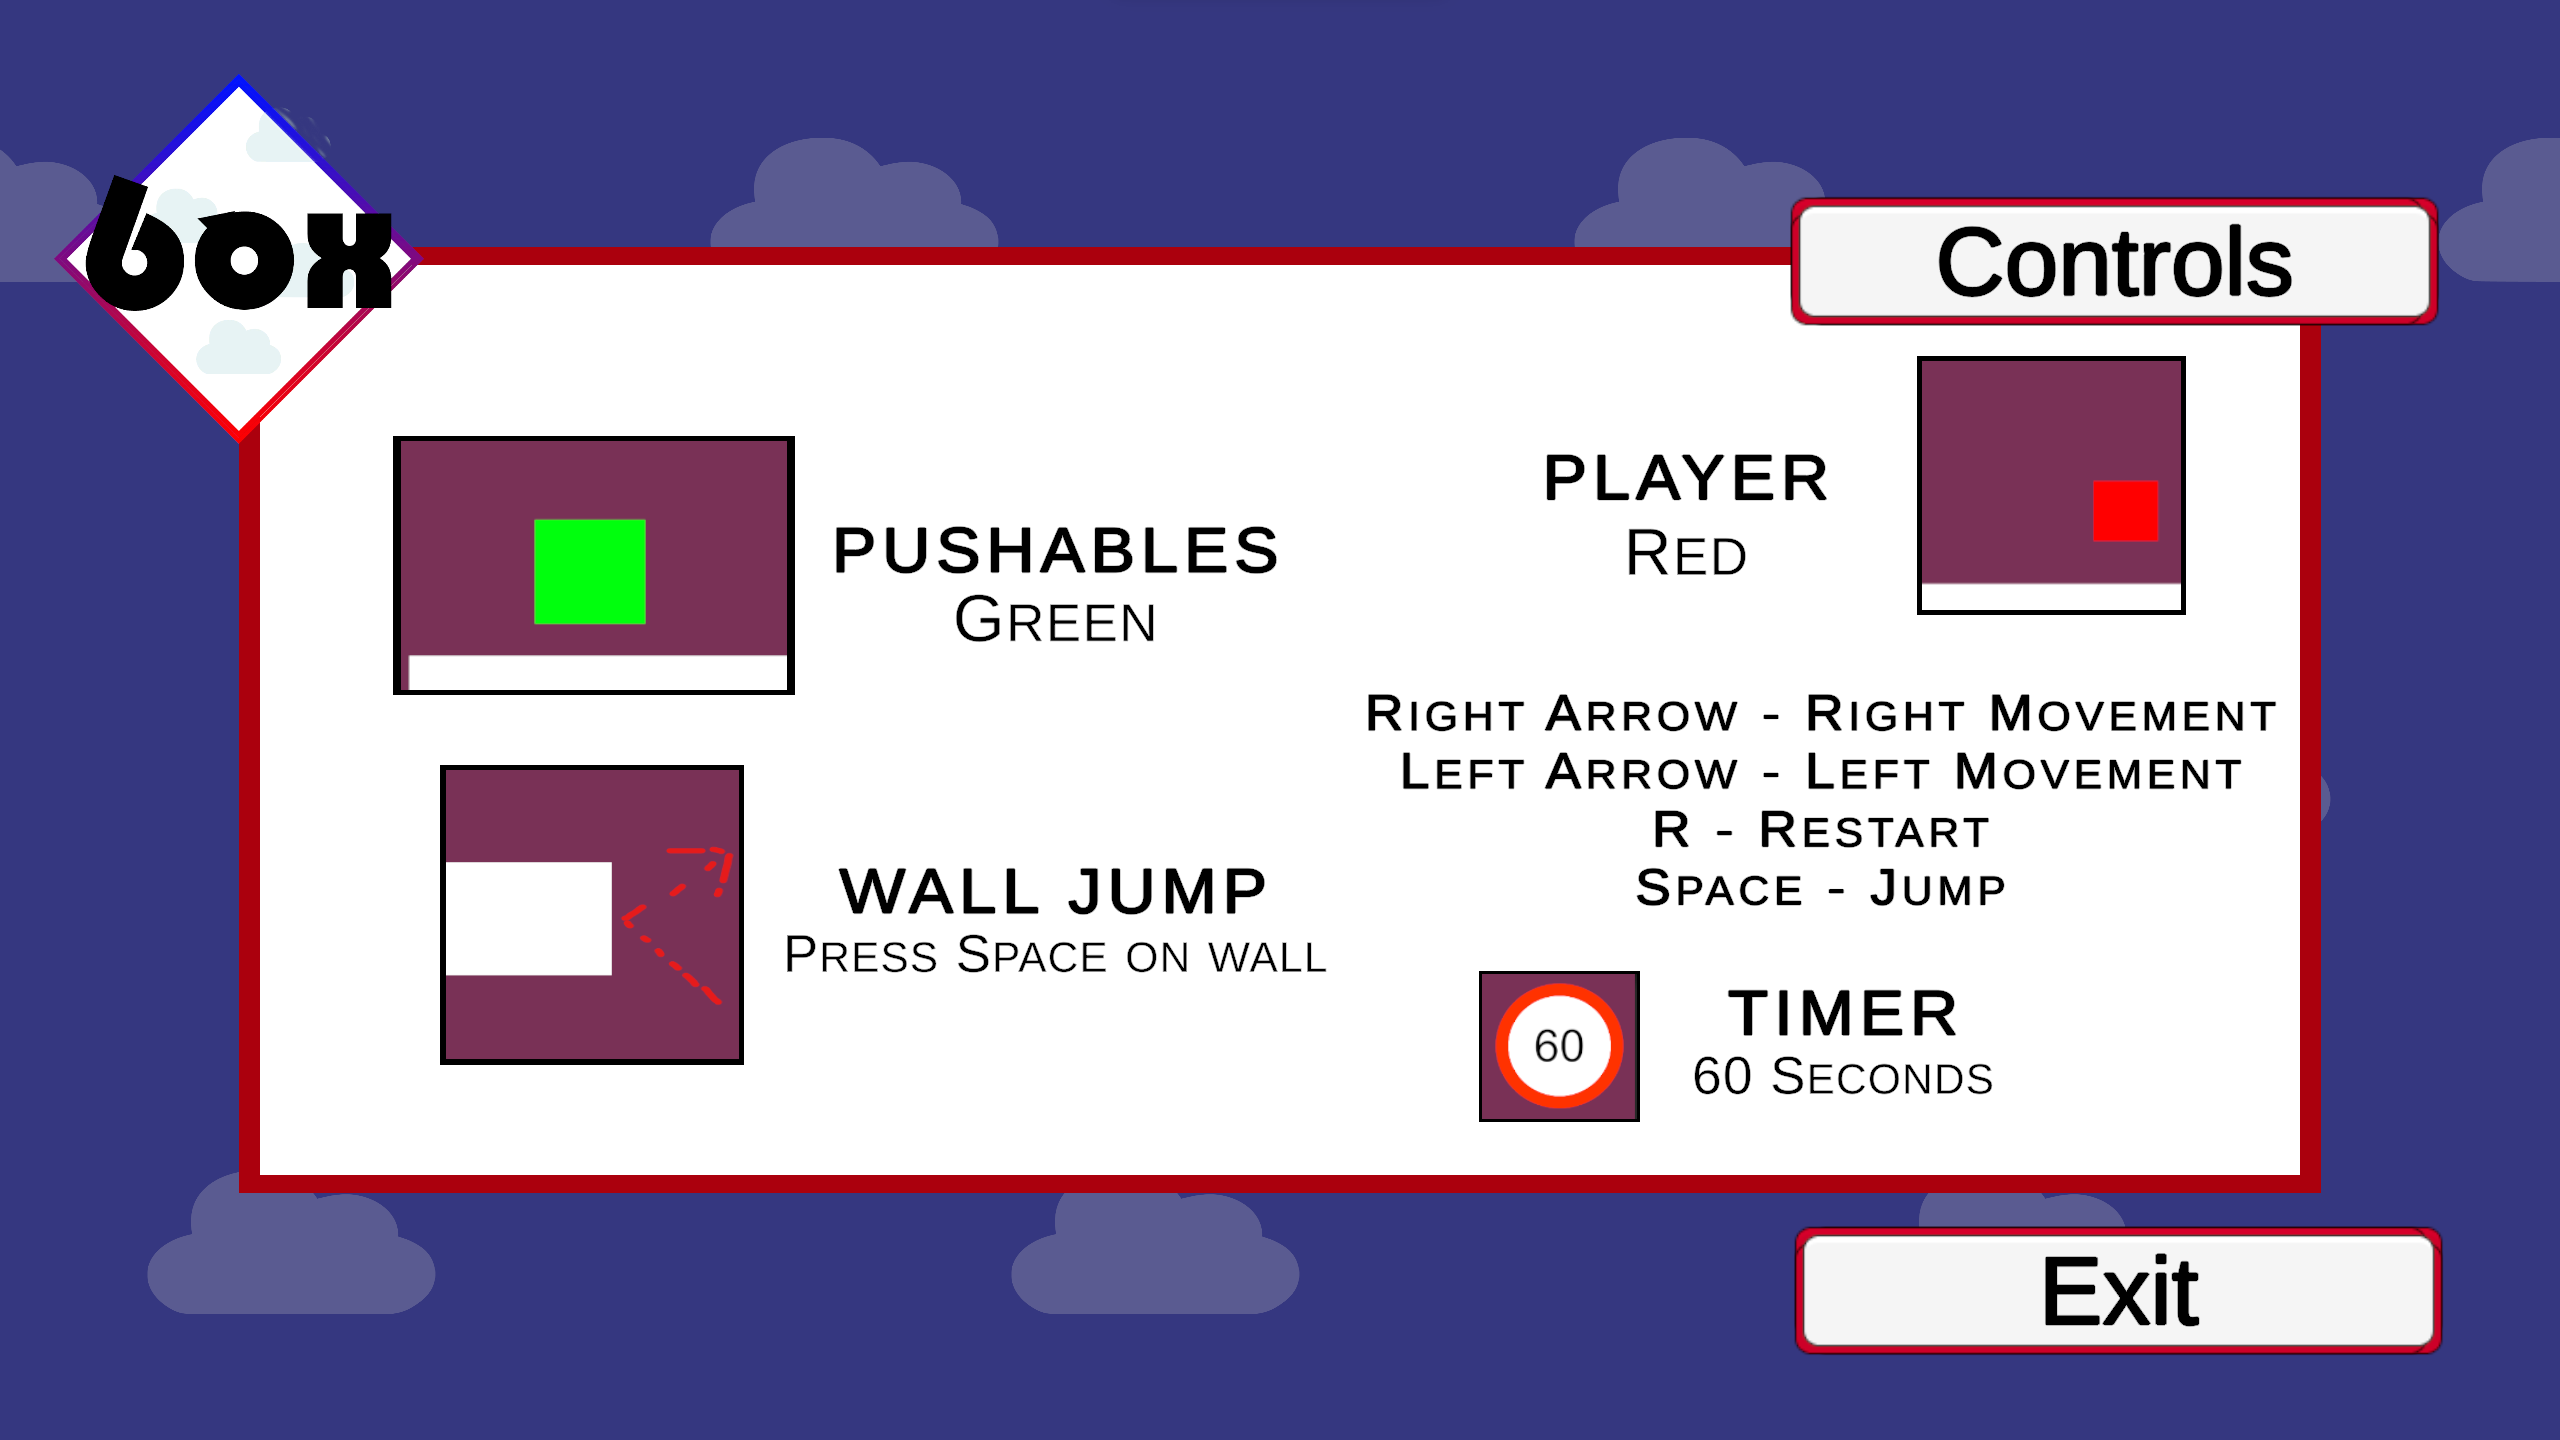 box
Controls
PUSHABLES
Green
PLAYER
Red
Right Arrow - Right Movement
Left Arrow - Left Movement
R - Restart
Space - Jump
WALL JUMP
Press Space on wall
60
TIMER
60 Seconds
Exit